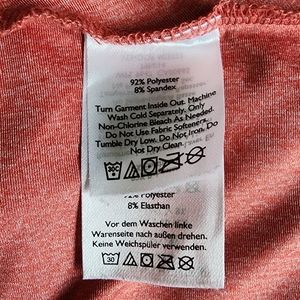 92% Polyester
8% Spandex
Turn Garment Inside Out. Machine
Wash Cold Separately. Only
Non-Chlorine Bleach As Needed.
Do Not Use Fabric Softener.
Tumble Dry Low. Do Not Iron. Do
Not Dry Clean.
92% Polyester
8% Elasthan
Vor dem Waschen linke
Warenseite nach außen drehen.
Keine Weichspüler verwenden.
30